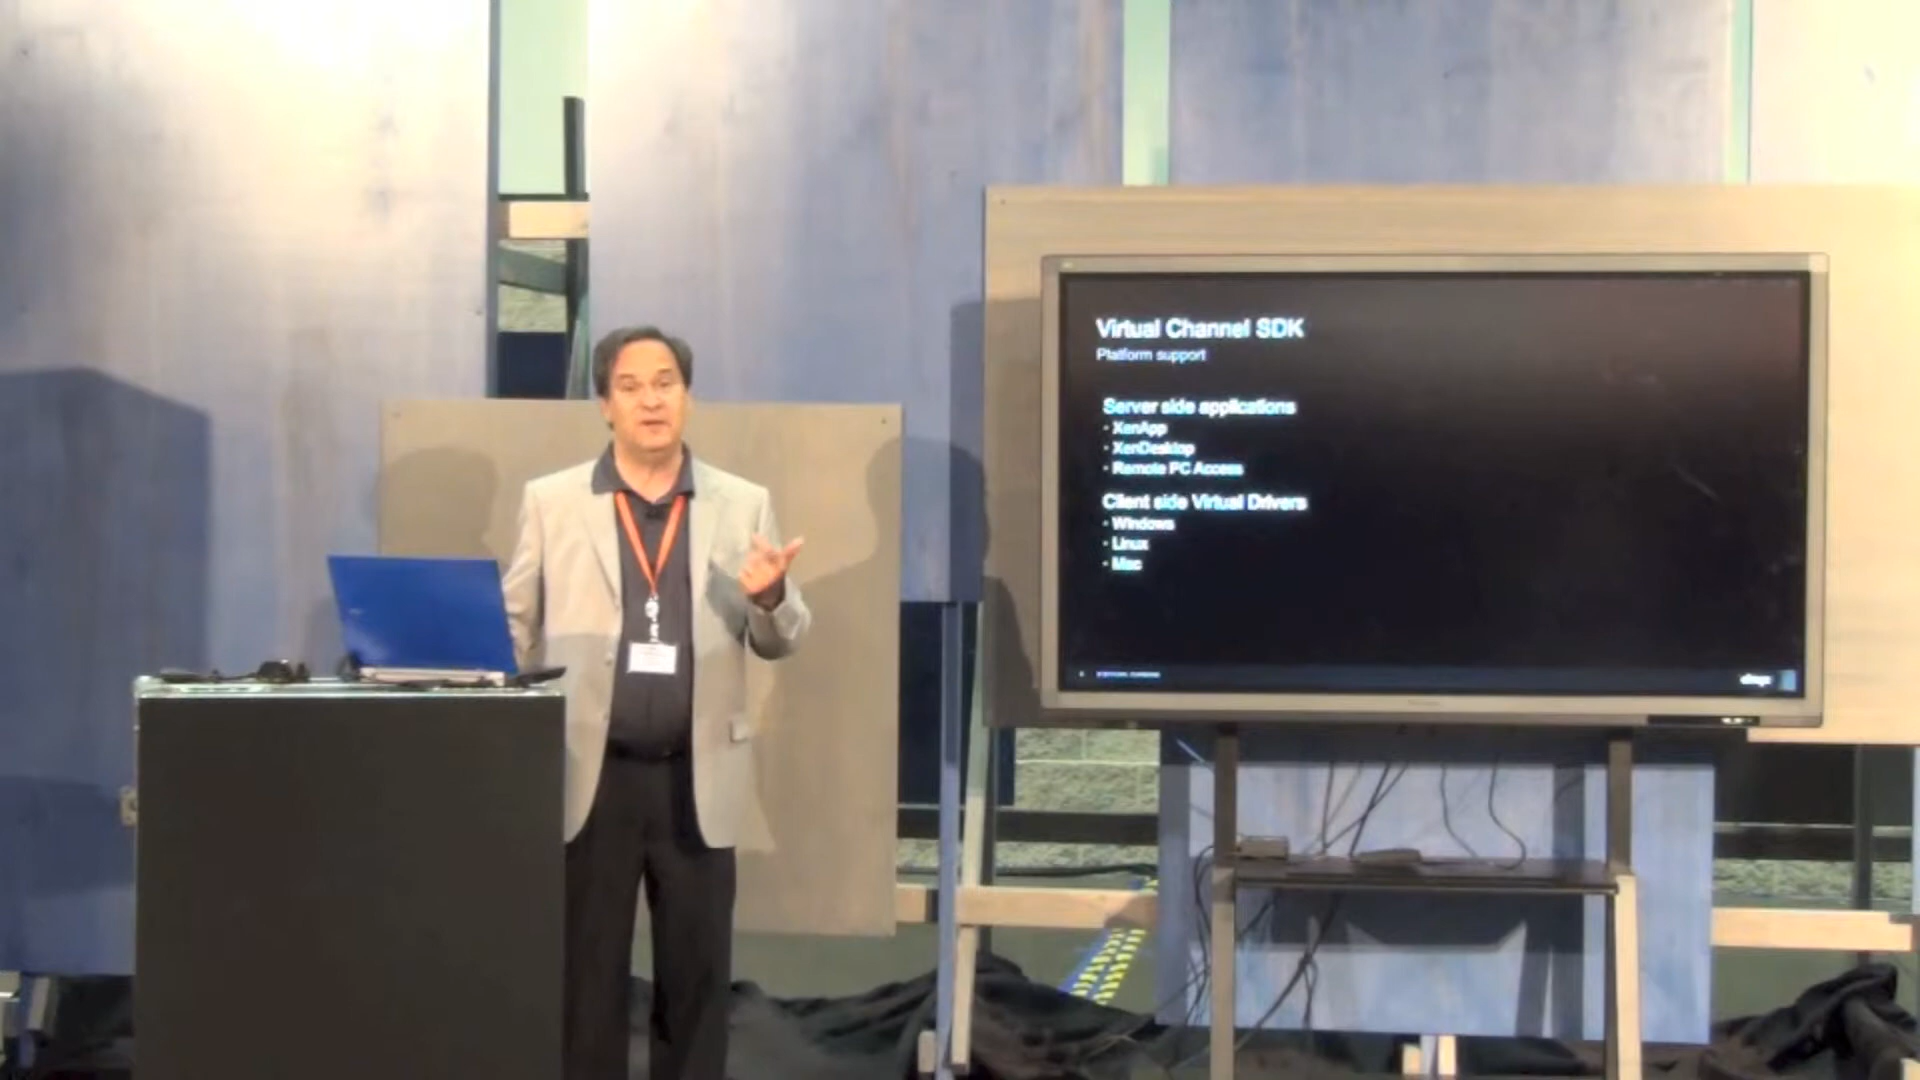 Virtual Channel SDK
Platform support
Server side applications
· XenApp
· XenDesktop
· Remote PC Access
Client side Virtual Drivers
· Windows
· Linux
· Mac
citrix